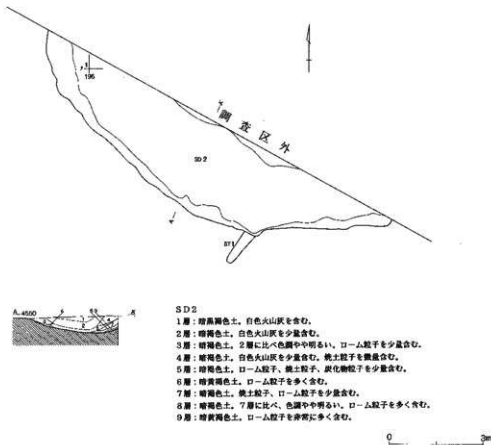 1
195
調査区外
SD2
ST1
A 4550
SD2
1層：暗黒褐色土。白色火山灰を含む。
2層：暗褐色土。白色火山灰を少量含む。
3層：暗褐色土。2層に比べ色調やや明るい。ローム粒子を少量含む。
4層：暗褐色土。白色火山灰を少量含む。焼土粒子を微量含む。
5層：暗褐色土。ローム粒子、焼土粒子、炭化物粒子を少量含む。
6層：暗黄褐色土。ローム粒子を多く含む。
7層：暗褐色土。焼土粒子、ローム粒子を少量含む。
8層：暗褐色土。7層に比べ、色調やや明るい。ローム粒子を多く含む。
9層：暗黄褐色土。ローム粒子を非常に多く含む。
0 3m